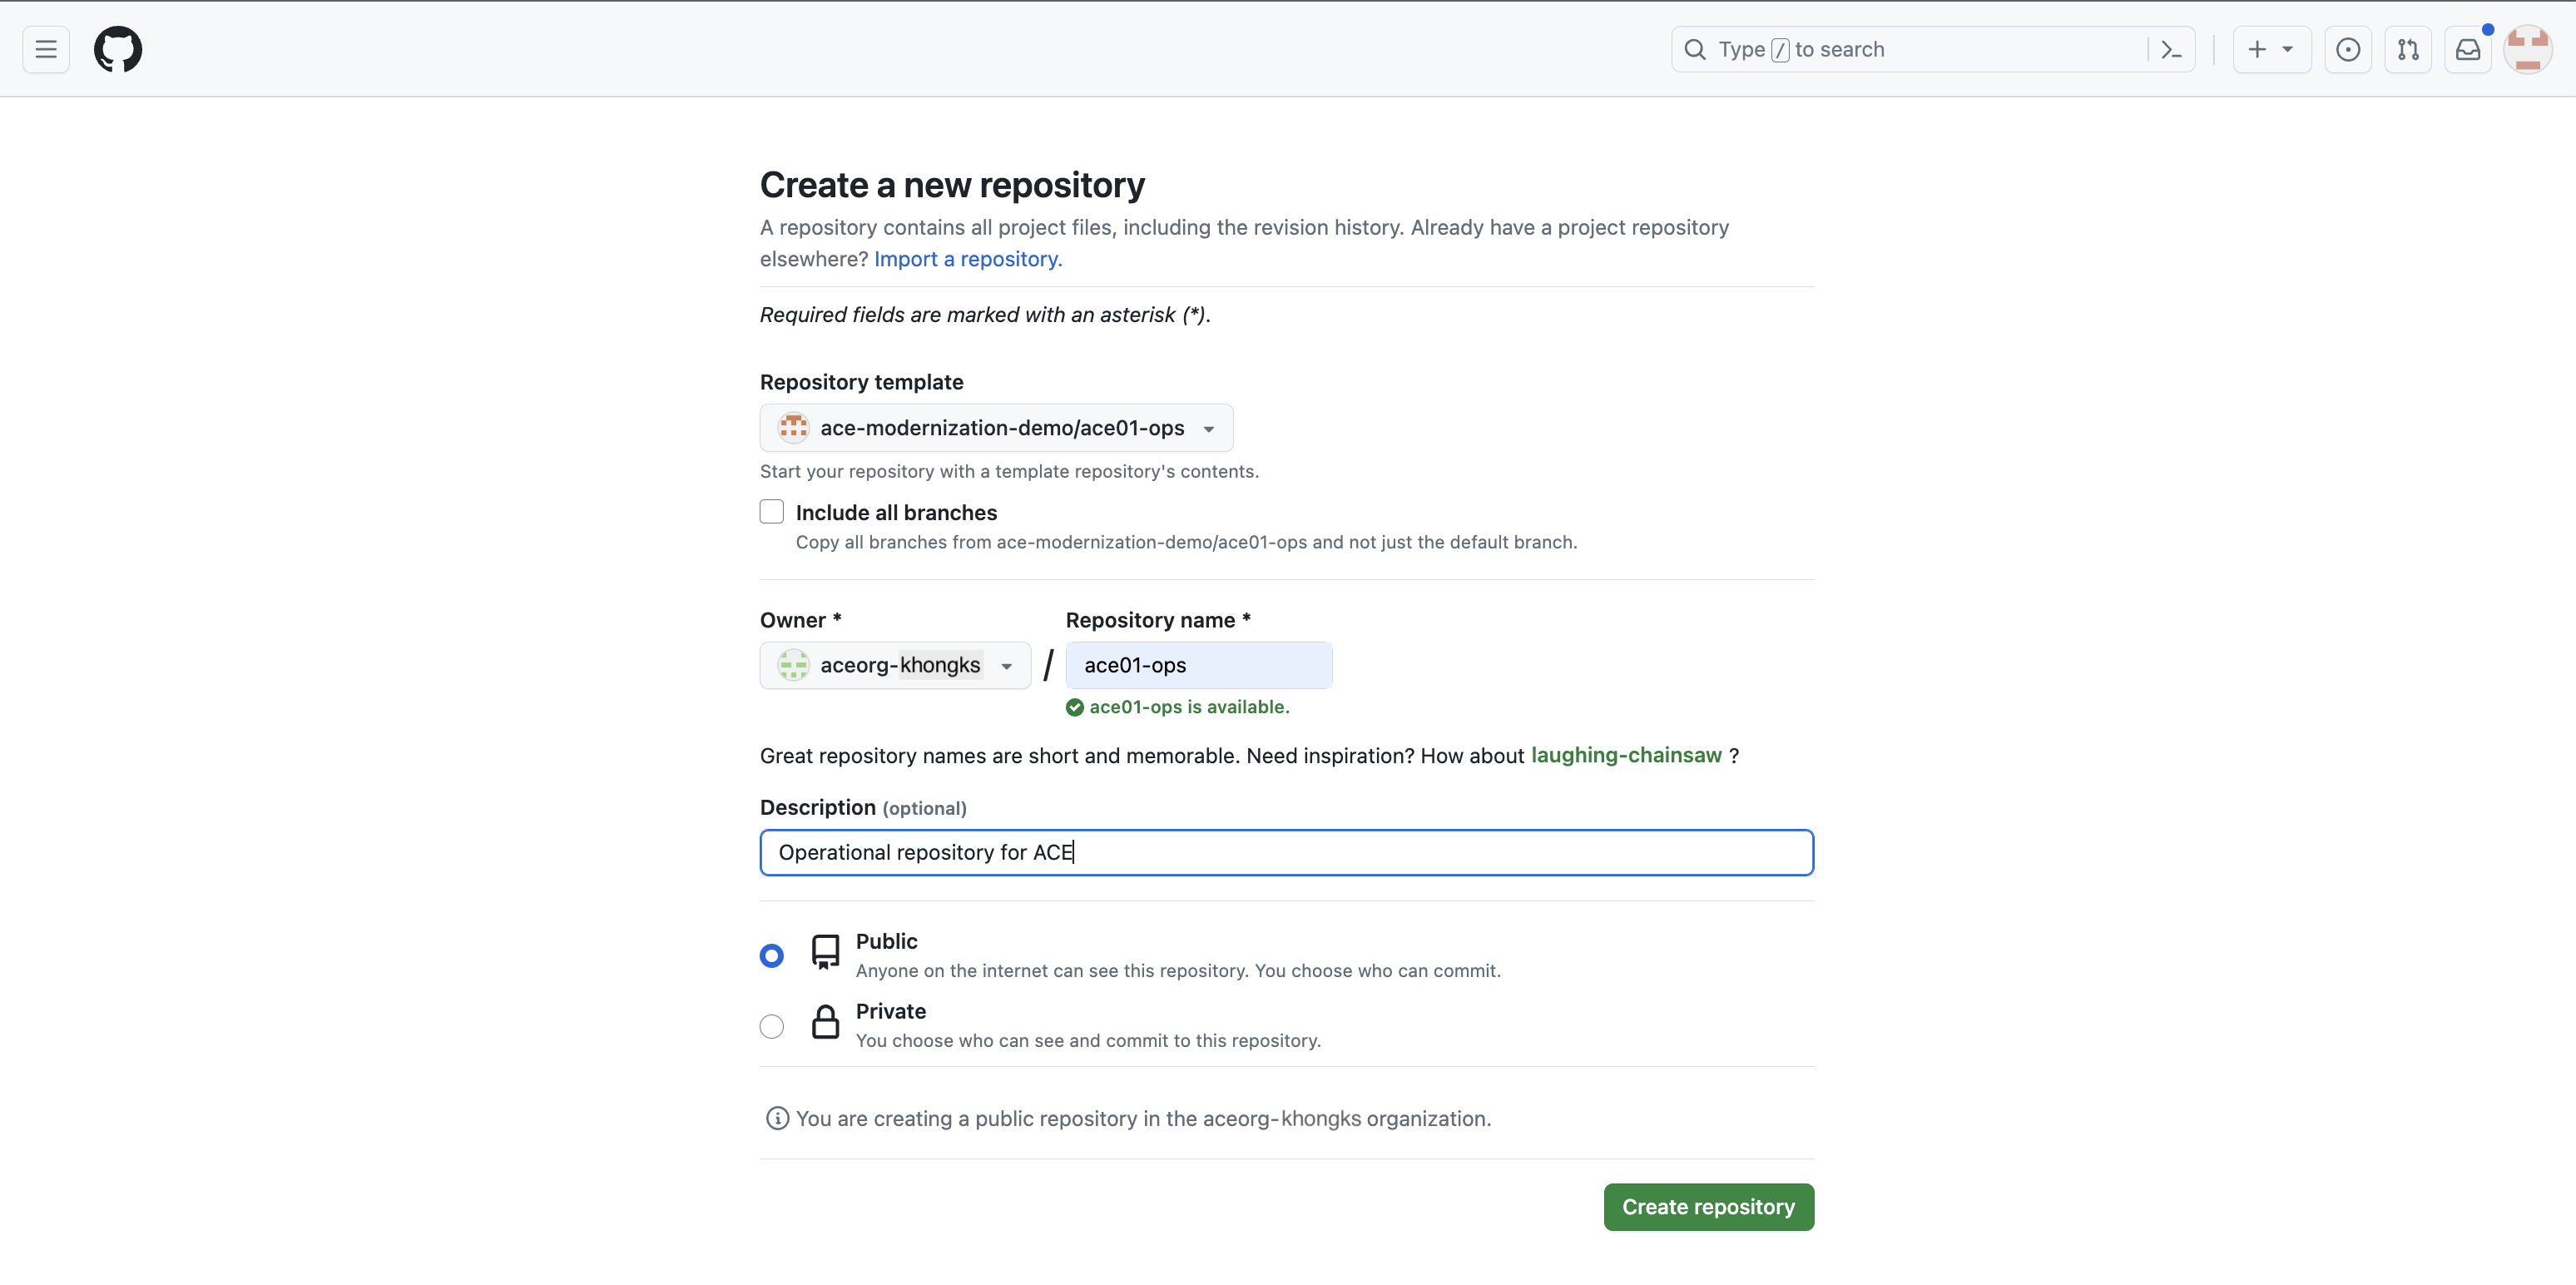 Type / to search
Create a new repository
A repository contains all project files, including the revision history. Already have a project repository
elsewhere? Import a repository.
Required fields are marked with an asterisk (*).
Repository template
ace-modernization-demo/ace01-ops
Start your repository with a template repository's contents.
Include all branches
Copy all branches from ace-modernization-demo/ace01-ops and not just the default branch.
Owner * Repository name *
aceorg-khongks / ace01-ops
ace01-ops is available.
Great repository names are short and memorable. Need inspiration? How about laughing-chainsaw ?
Description (optional)
Operational repository for ACE
Public
Anyone on the internet can see this repository. You choose who can commit.
Private
You choose who can see and commit to this repository.
You are creating a public repository in the aceorg-khongks organization.
Create repository